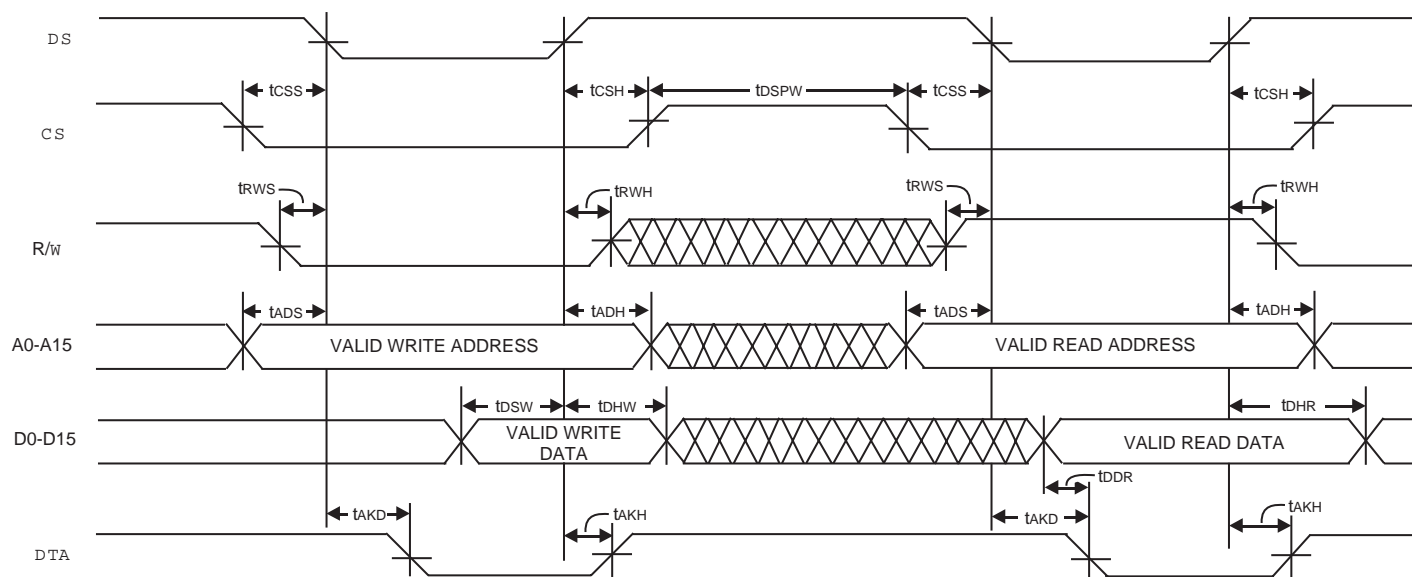 DS
tCSS tCSH tDSPW tCSS tCSH
CS
tRWS tRWH tRWS tRWH
R/W
tADS tADH tADS tADH
A0-A15 VALID WRITE ADDRESS VALID READ ADDRESS
tDSW tDHW tDHR
D0-D15 VALID WRITE DATA VALID READ DATA
tDDR
tAKD tAKH tAKD tAKH
DTA